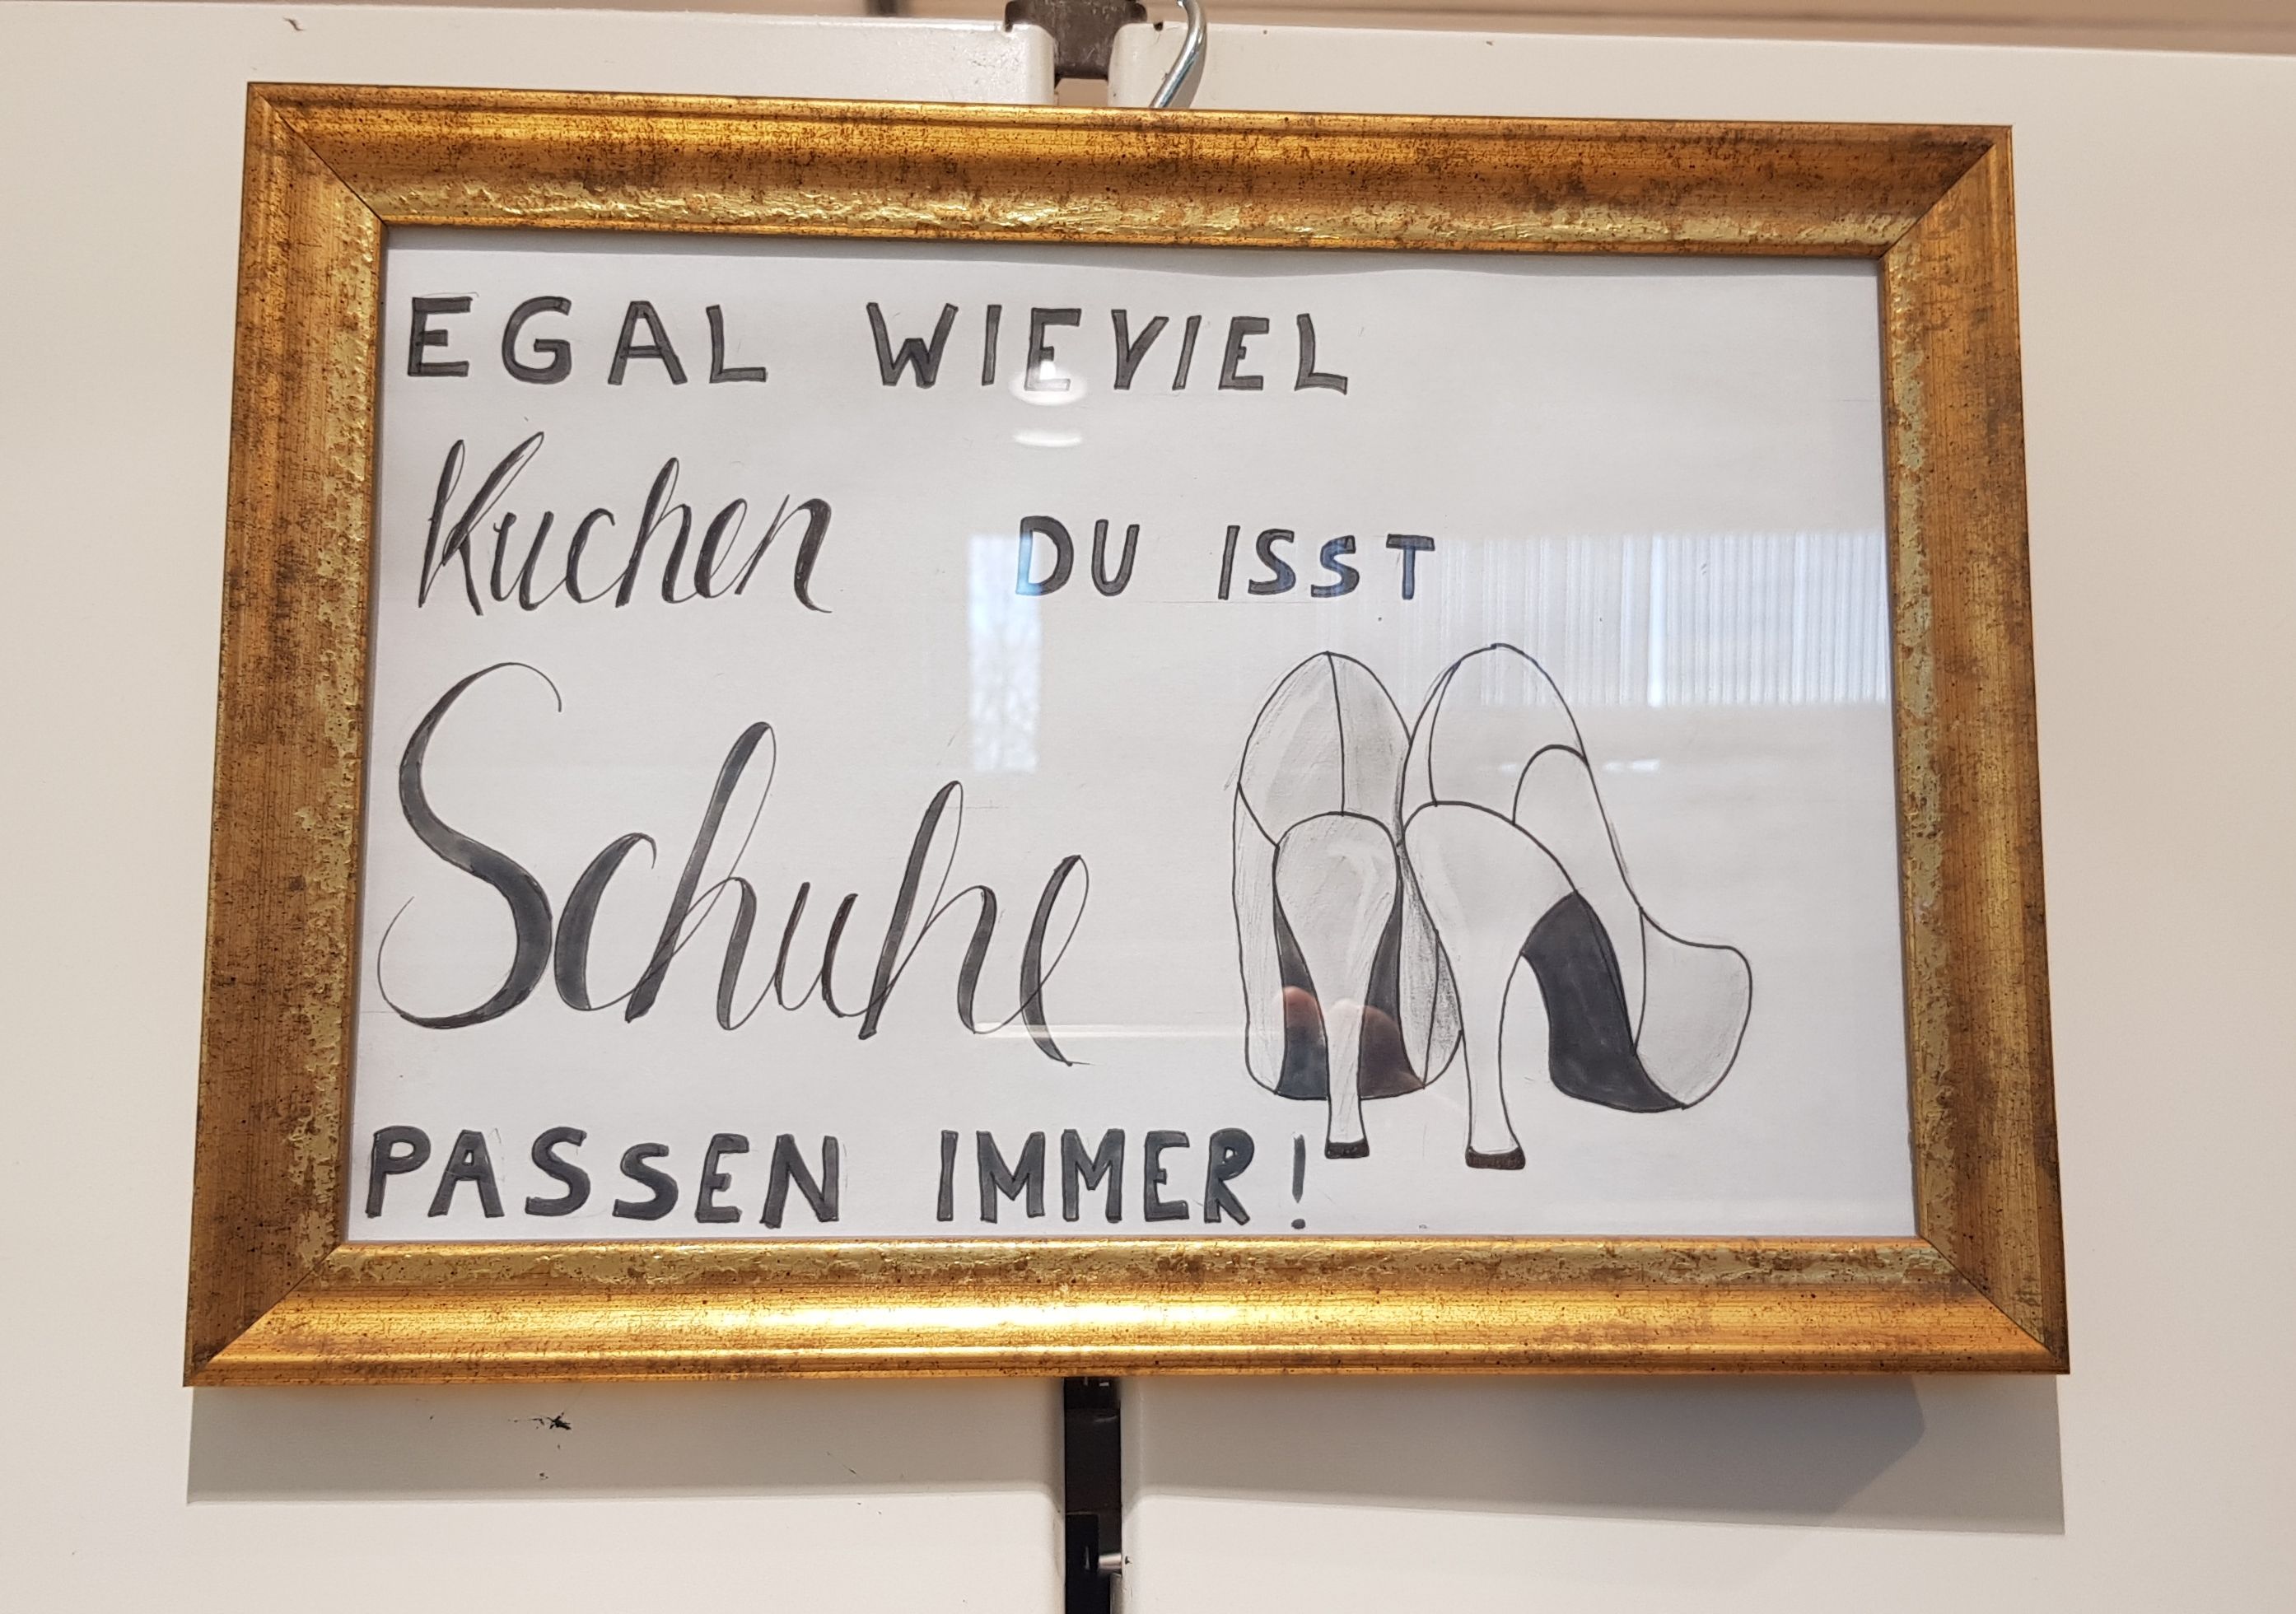 EGAL WIEVIEL
Kuchen DU ISST
Schuhe
PASSEN IMMER!